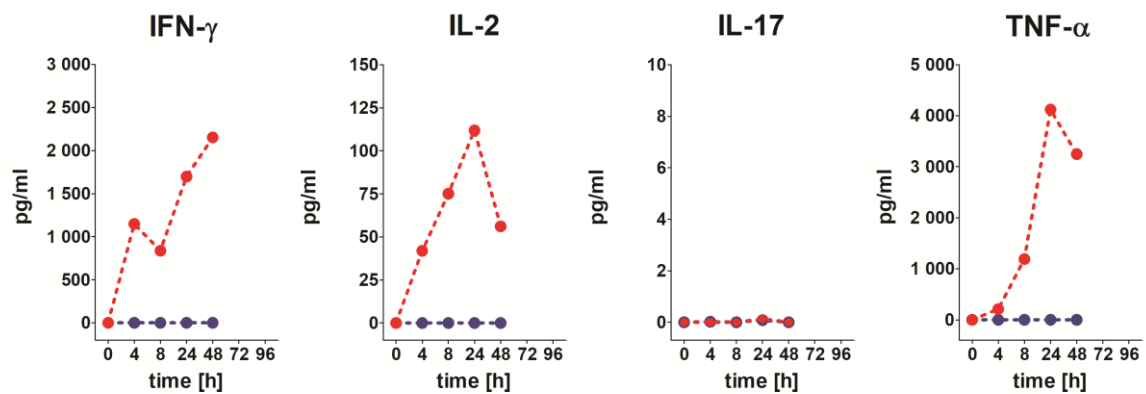 IFN-γ
3 000
2 500
2 000
1 500
1 000
500
0
pg/ml
0 4 8 24 48 72 96
time [h]
IL-2
150
125
100
75
50
25
0
pg/ml
0 4 8 24 48 72 96
time [h]
IL-17
10
8
6
4
2
0
pg/ml
0 4 8 24 48 72 96
time [h]
TNF-α
5 000
4 000
3 000
2 000
1 000
0
pg/ml
0 4 8 24 48 72 96
time [h]